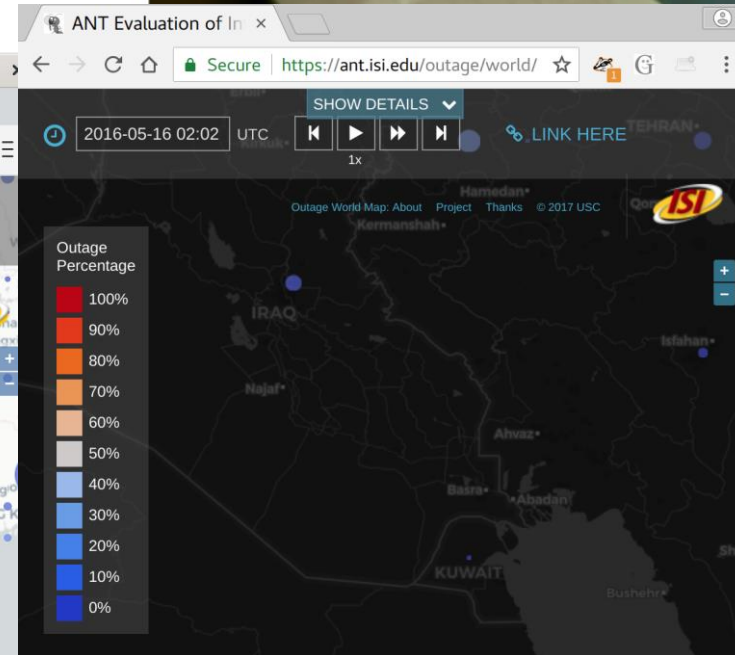 ANT Evaluation of In
Secure https://ant.isi.edu/outage/world/
1
SHOW DETAILS
2016-05-16 02:02 UTC
1x
LINK HERE
TEHRAN
Kirkuk
Hamedan
Outage World Map: About Project Thanks © 2017 USC
ISI
Kermanshah
Outage
Percentage
100%
90%
80%
70%
60%
50%
40%
30%
20%
10%
0%
IRAQ
Isfahan
Najaf
Ahvaz
Basra
Abadan
KUWAIT
Bushehr